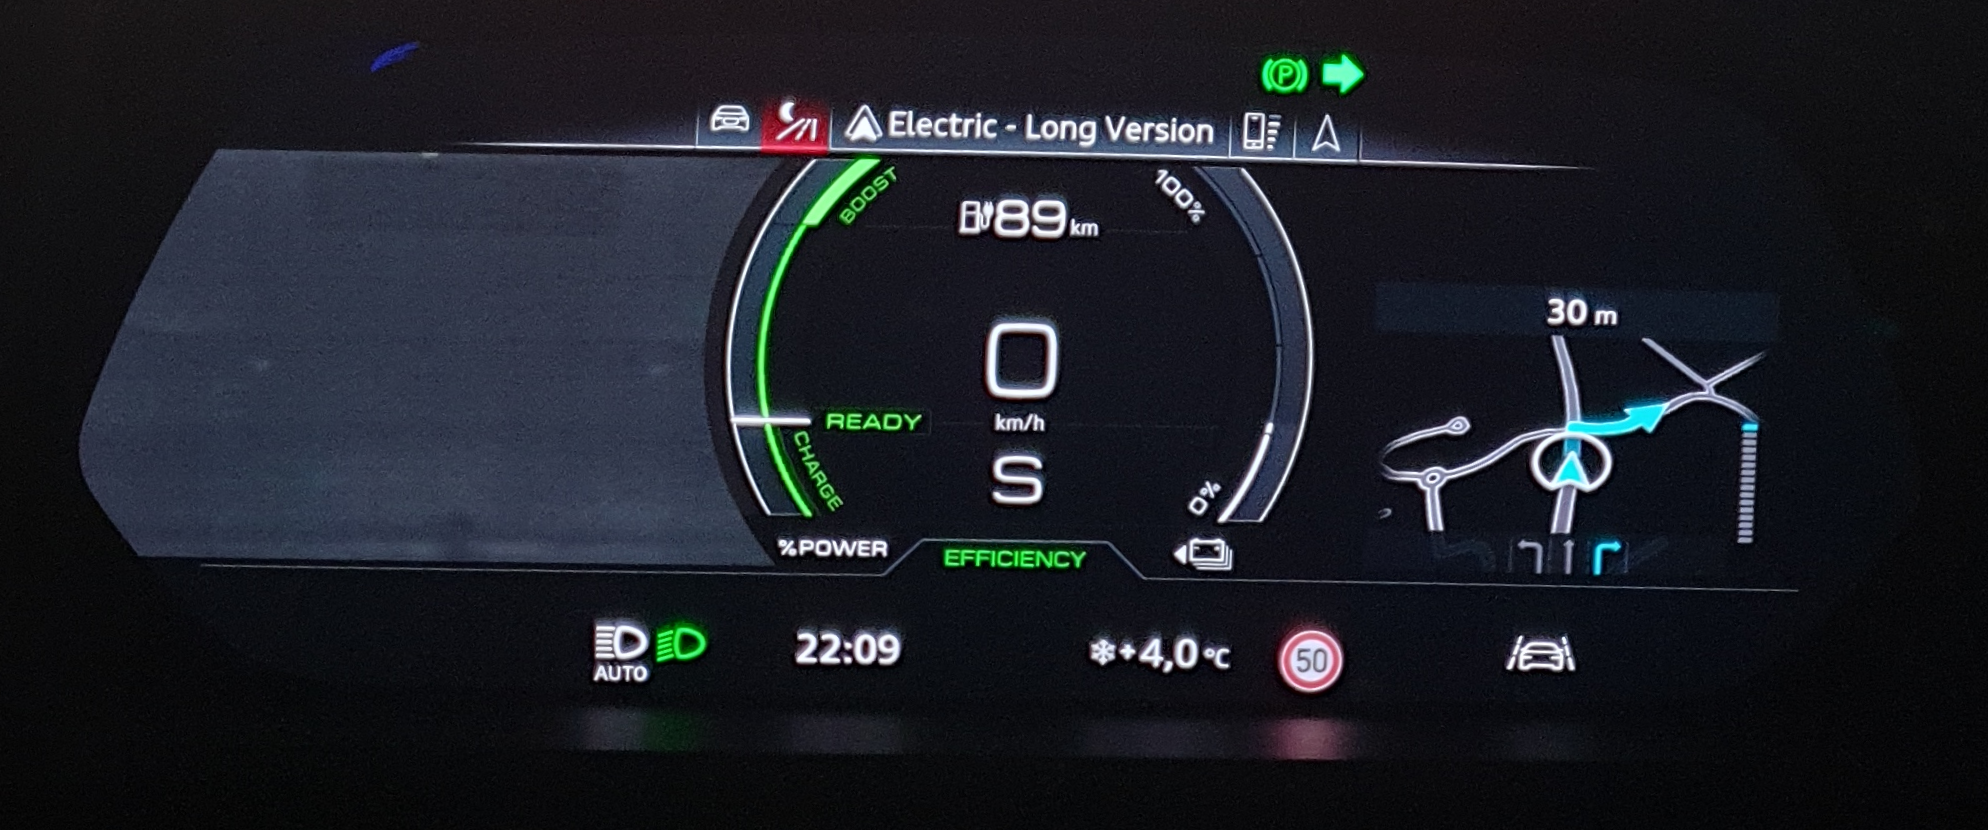 P
Electric - Long Version
BOOST
89 km
100%
30 m
0
km/h
READY
CHARGE
S
0%
%POWER
EFFICIENCY
AUTO
22:09
+4,0 °C
50